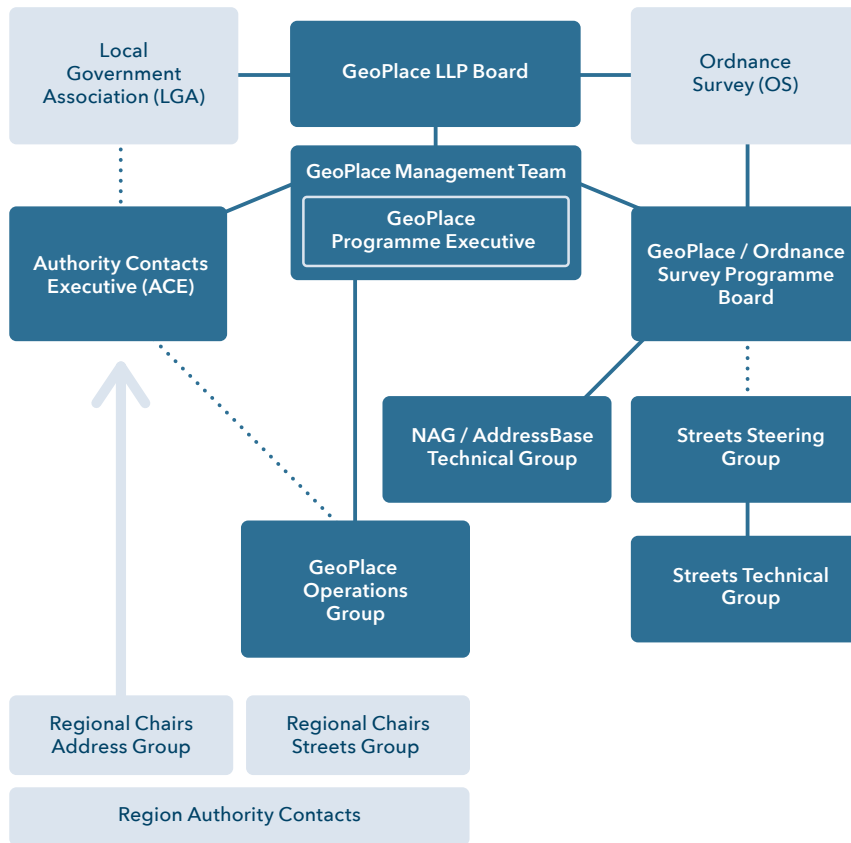 Local
Government
Association (LGA)
GeoPlace LLP Board
Ordnance
Survey (OS)
GeoPlace Management Team
GeoPlace
Programme Executive
Authority Contacts
Executive (ACE)
GeoPlace / Ordnance
Survey Programme
Board
NAG / AddressBase
Technical Group
Streets Steering
Group
GeoPlace
Operations
Group
Streets Technical
Group
Regional Chairs
Address Group
Regional Chairs
Streets Group
Region Authority Contacts